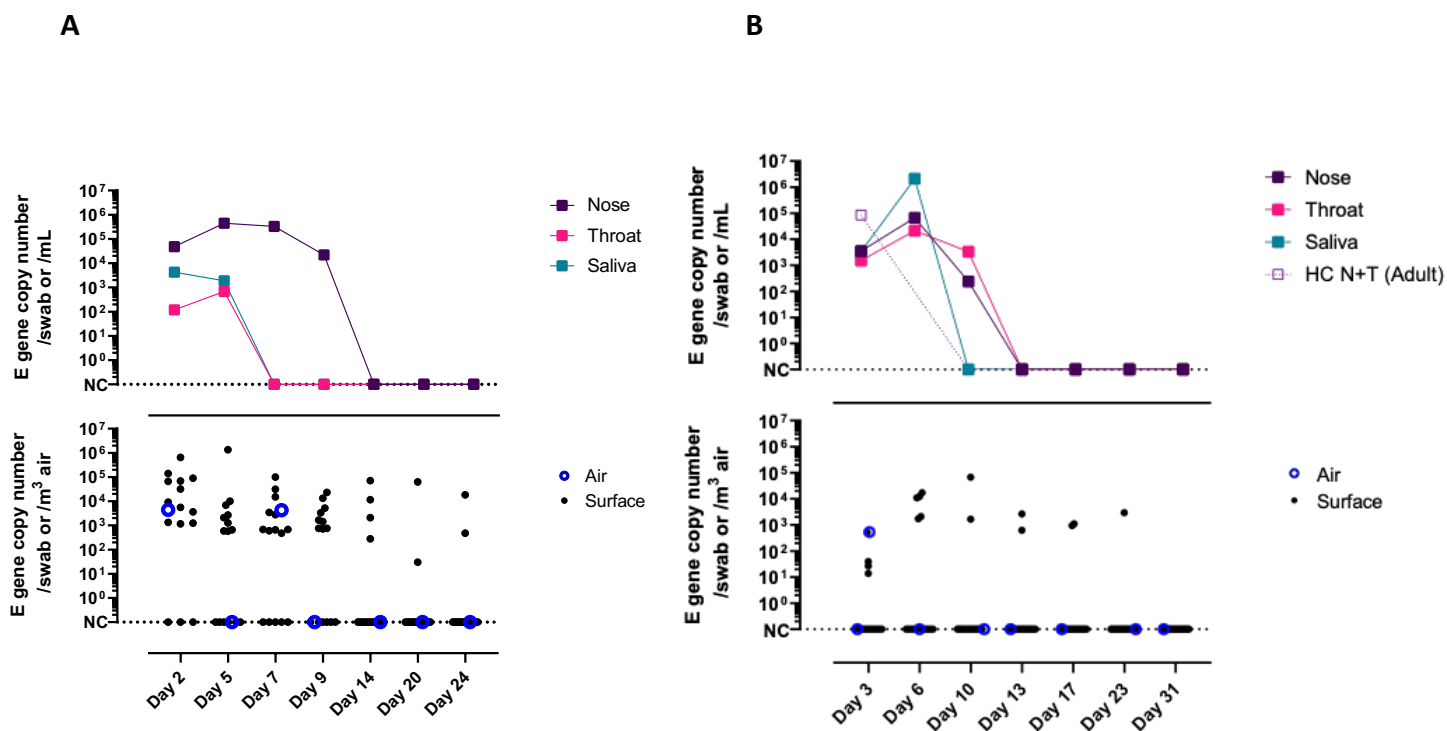 A
E gene copy number
/swab or /mL
10⁷
10⁶
10⁵
10⁴
10³
10²
10¹
10⁰
NC
Nose
Throat
Saliva
E gene copy number
/swab or /m³ air
10⁷
10⁶
10⁵
10⁴
10³
10²
10¹
10⁰
NC
Air
Surface
Day 2
Day 5
Day 7
Day 9
Day 14
Day 20
Day 24
B
E gene copy number
/swab or /mL
10⁷
10⁶
10⁵
10⁴
10³
10²
10¹
10⁰
NC
Nose
Throat
Saliva
HC N+T (Adult)
E gene copy number
/swab or /m³ air
10⁷
10⁶
10⁵
10⁴
10³
10²
10¹
10⁰
NC
Air
Surface
Day 3
Day 6
Day 10
Day 13
Day 17
Day 23
Day 31